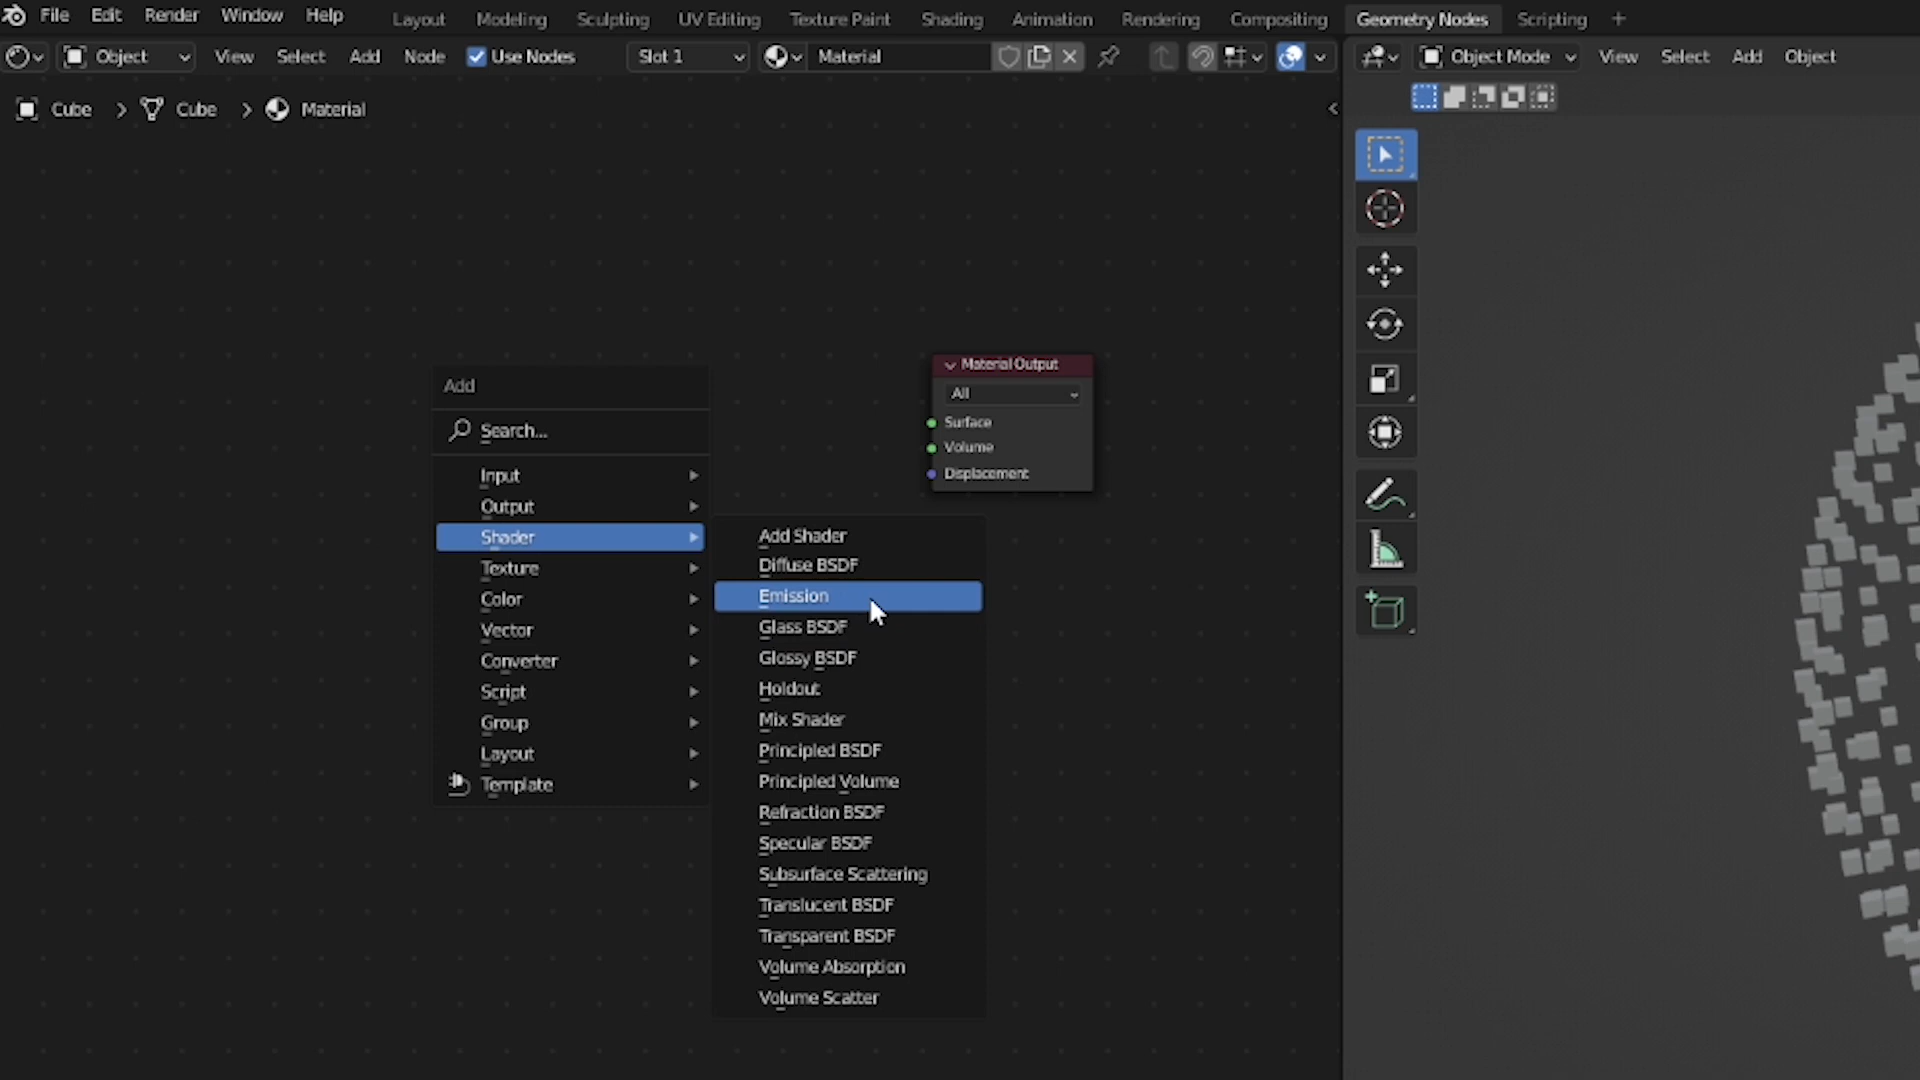 File Edit Render Window Help Layout Modeling Sculpting UV Editing Texture Paint Shading Animation Rendering Compositing Geometry Nodes Scripting +
Object View Select Add Node Use Nodes Slot 1 Material Object Mode View Select Add Object
Cube > Cube > Material
Material Output
All
Surface
Volume
Displacement
Add
Search...
Input
Output
Shader
Texture
Color
Vector
Converter
Script
Group
Layout
Template
Add Shader
Diffuse BSDF
Emission
Glass BSDF
Glossy BSDF
Holdout
Mix Shader
Principled BSDF
Principled Volume
Refraction BSDF
Specular BSDF
Subsurface Scattering
Translucent BSDF
Transparent BSDF
Volume Absorption
Volume Scatter